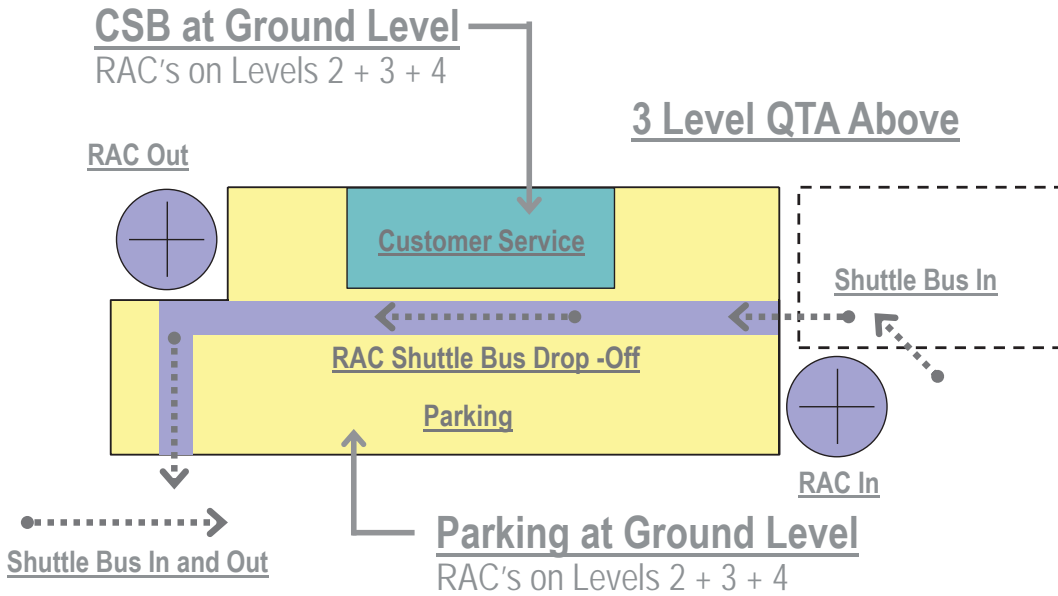 CSB at Ground Level
RAC's on Levels 2 + 3 + 4
3 Level QTA Above
RAC Out
Customer Service
Shuttle Bus In
RAC Shuttle Bus Drop -Off
Parking
RAC In
Parking at Ground Level
RAC's on Levels 2 + 3 + 4
Shuttle Bus In and Out